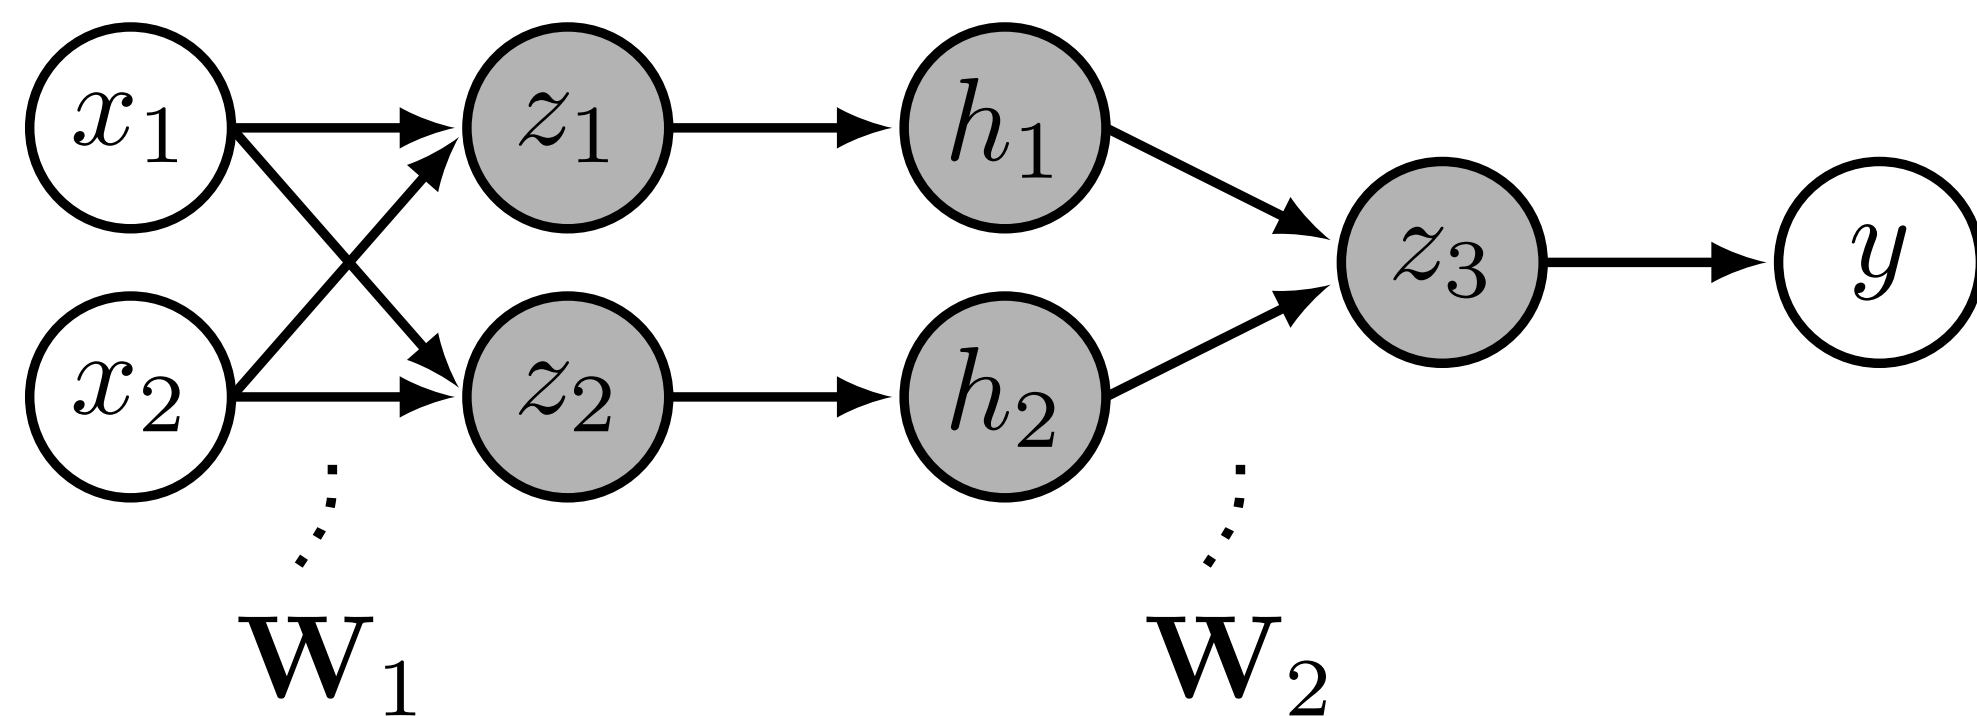 x₁ z₁ h₁
z₃ y
x₂ z₂ h₂
W₁ W₂